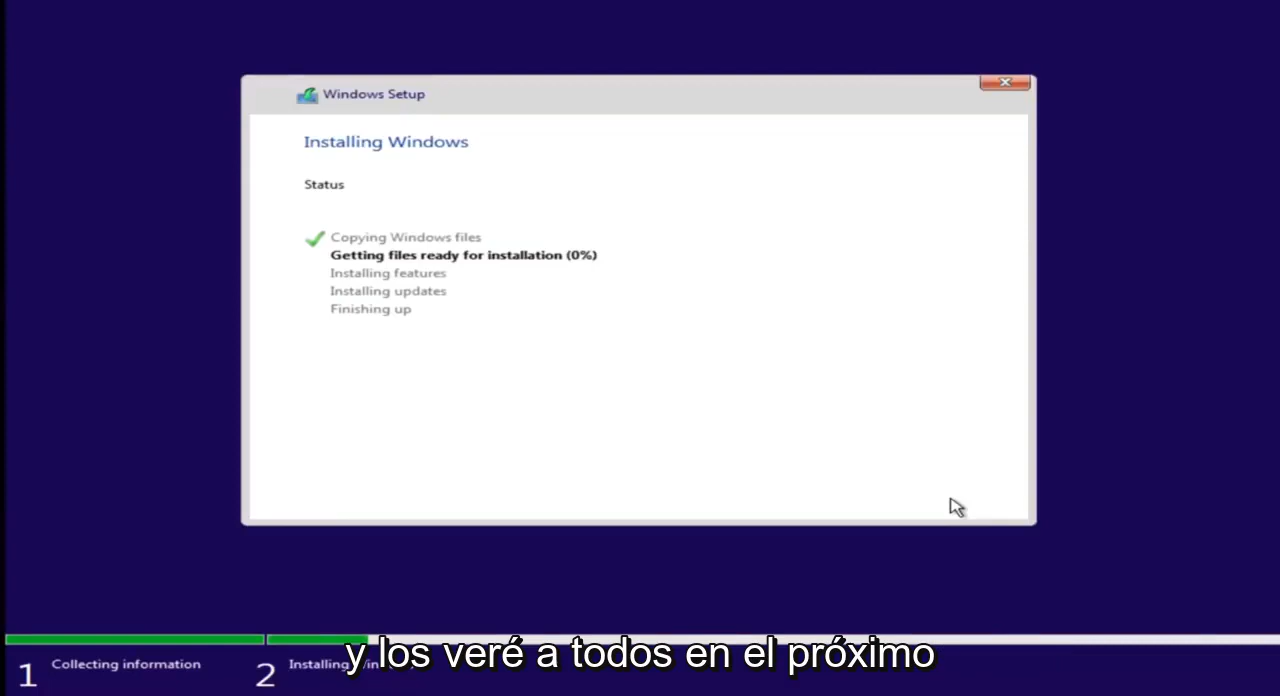 Windows Setup
Installing Windows
Status
Copying Windows files
Getting files ready for installation (0%)
Installing features
Installing updates
Finishing up
y los veré a todos en el próximo
1 Collecting information
2 Installing